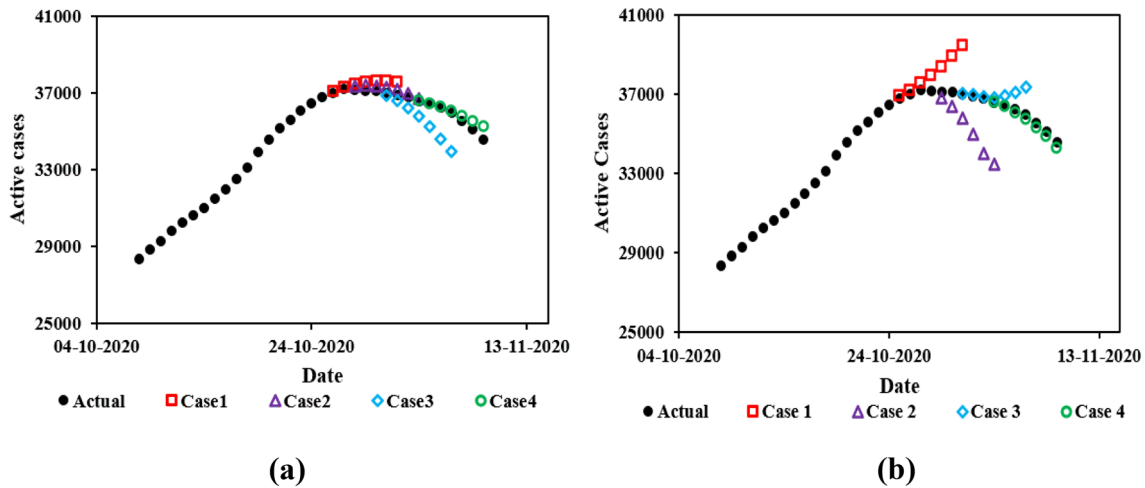 41000
37000
33000
29000
25000
Active cases
04-10-2020 24-10-2020 13-11-2020
Date
Actual Case1 Case2 Case3 Case4
(a)
41000
37000
33000
29000
25000
Active Cases
04-10-2020 24-10-2020 13-11-2020
Date
Actual Case 1 Case 2 Case 3 Case 4
(b)